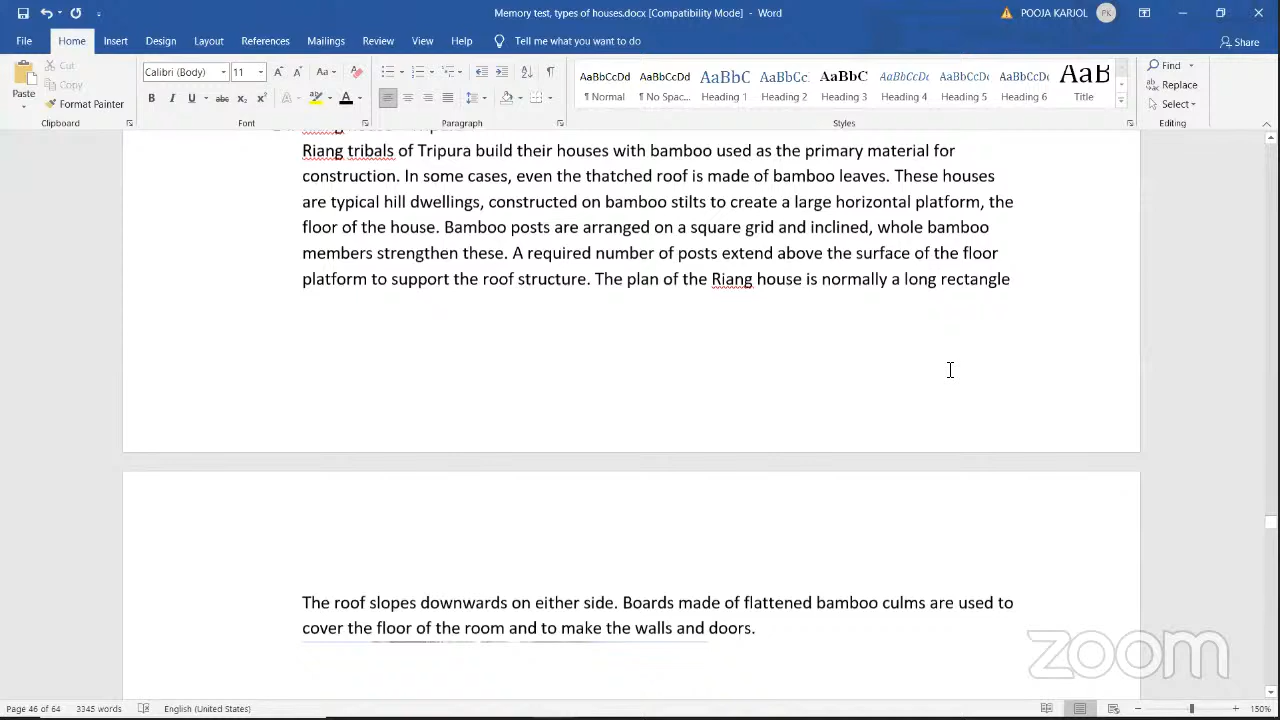 Memory test, types of houses.docx [Compatibility Mode] - Word
POOJA KARJOL
PK
File Home Insert Design Layout References Mailings Review View Help Tell me what you want to do
Share
Paste
Cut
Copy
Format Painter
Clipboard
Calibri (Body) 11
Font
Paragraph
AaBbCcDd AaBbCcDd AaBbC AaBbCc. AaBbC AaBbCcDc AaBbCcDc AaBbCcDc AaB
¶ Normal ¶ No Spac... Heading 1 Heading 2 Heading 3 Heading 4 Heading 5 Heading 6 Title
Styles
Find
Replace
Select
Editing
Riang tribals of Tripura build their houses with bamboo used as the primary material for
construction. In some cases, even the thatched roof is made of bamboo leaves. These houses
are typical hill dwellings, constructed on bamboo stilts to create a large horizontal platform, the
floor of the house. Bamboo posts are arranged on a square grid and inclined, whole bamboo
members strengthen these. A required number of posts extend above the surface of the floor
platform to support the roof structure. The plan of the Riang house is normally a long rectangle
The roof slopes downwards on either side. Boards made of flattened bamboo culms are used to
cover the floor of the room and to make the walls and doors.
zoom
Page 46 of 64 3345 words English (United States) 150%